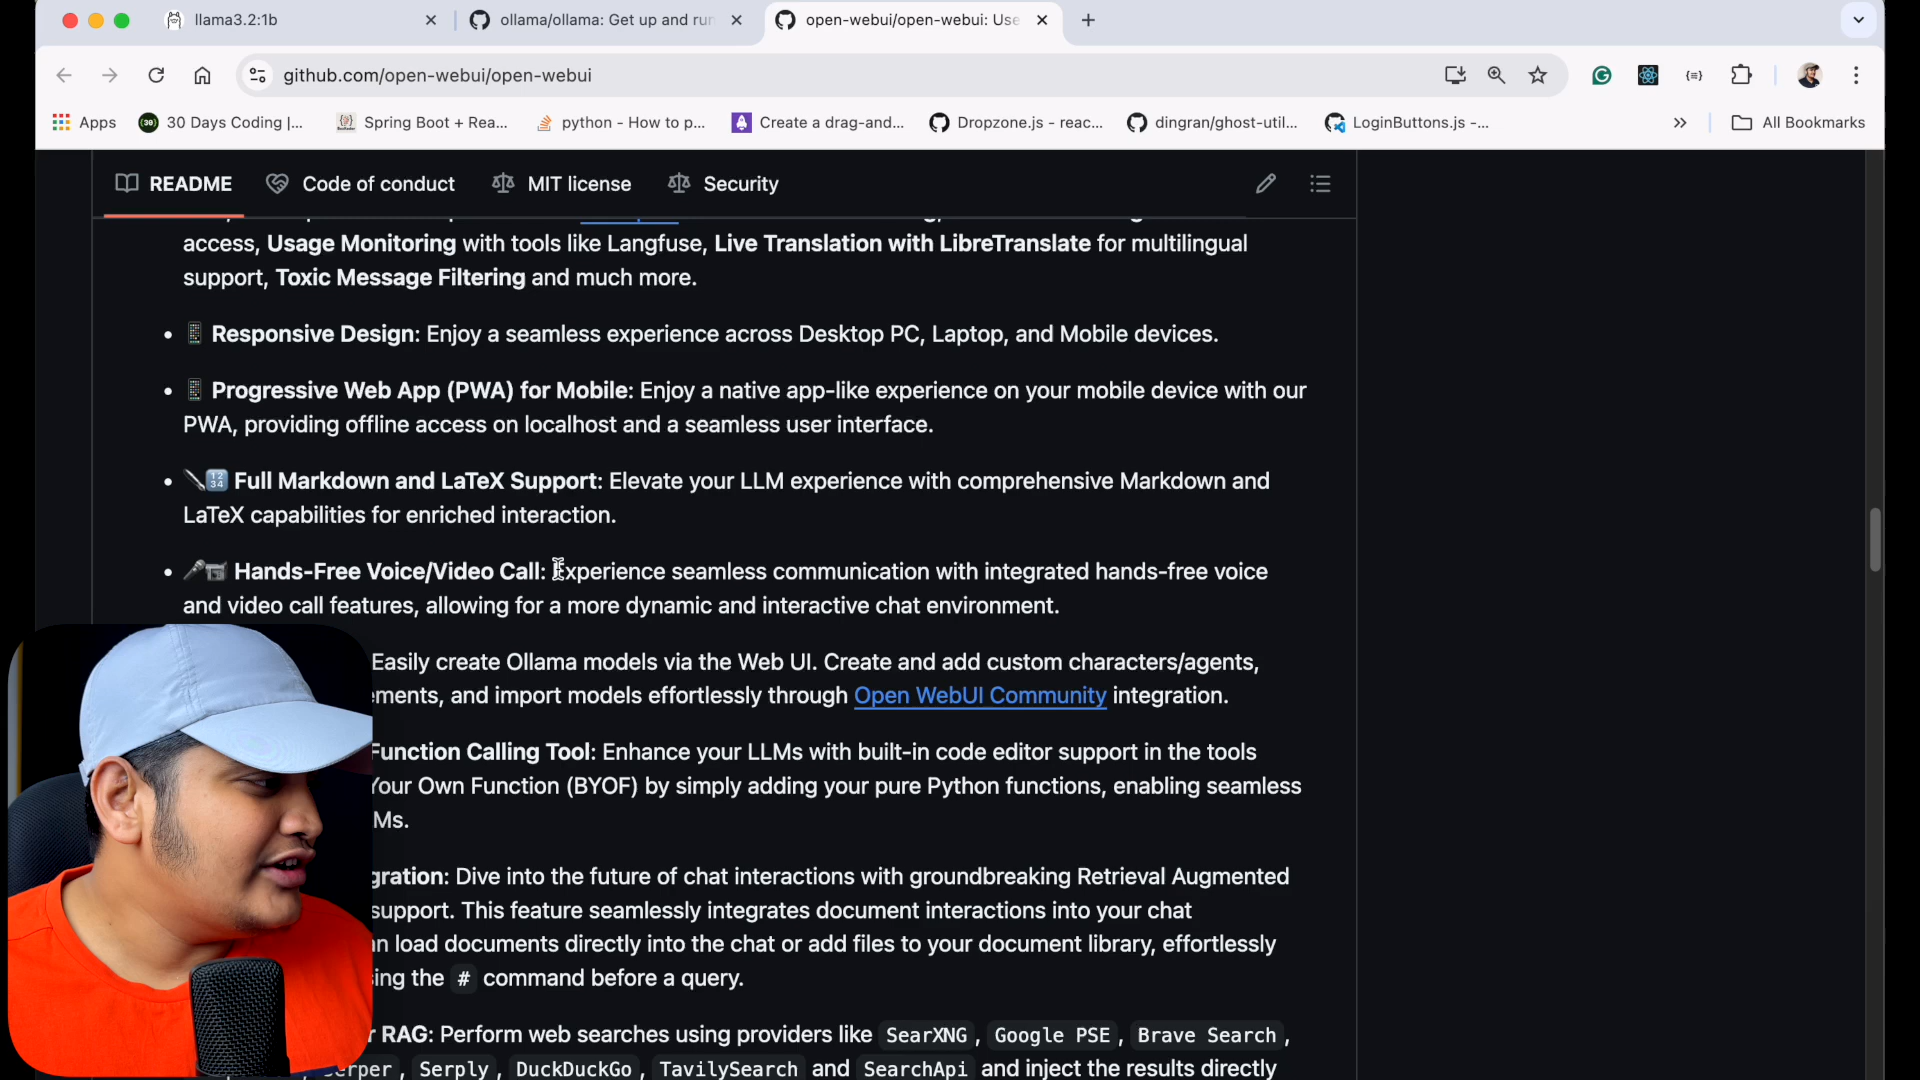 llama3.2:1b
ollama/ollama: Get up and run
open-webui/open-webui: Use
github.com/open-webui/open-webui
Apps
30 Days Coding |...
Spring Boot + Rea...
python - How to p...
Create a drag-and...
Dropzone.js - reac...
dingran/ghost-util...
LoginButtons.js -...
All Bookmarks
README
Code of conduct
MIT license
Security
access, Usage Monitoring with tools like Langfuse, Live Translation with LibreTranslate for multilingual
support, Toxic Message Filtering and much more.
Responsive Design: Enjoy a seamless experience across Desktop PC, Laptop, and Mobile devices.
Progressive Web App (PWA) for Mobile: Enjoy a native app-like experience on your mobile device with our
PWA, providing offline access on localhost and a seamless user interface.
Full Markdown and LaTeX Support: Elevate your LLM experience with comprehensive Markdown and
LaTeX capabilities for enriched interaction.
Hands-Free Voice/Video Call: Experience seamless communication with integrated hands-free voice
and video call features, allowing for a more dynamic and interactive chat environment.
Easily create Ollama models via the Web UI. Create and add custom characters/agents,
ements, and import models effortlessly through Open WebUI Community integration.
Function Calling Tool: Enhance your LLMs with built-in code editor support in the tools
Your Own Function (BYOF) by simply adding your pure Python functions, enabling seamless
Ms.
gration: Dive into the future of chat interactions with groundbreaking Retrieval Augmented
support. This feature seamlessly integrates document interactions into your chat
n load documents directly into the chat or add files to your document library, effortlessly
sing the # command before a query.
r RAG: Perform web searches using providers like SearXNG, Google PSE, Brave Search,
erper, Serply, DuckDuckGo, TavilySearch and SearchApi and inject the results directly